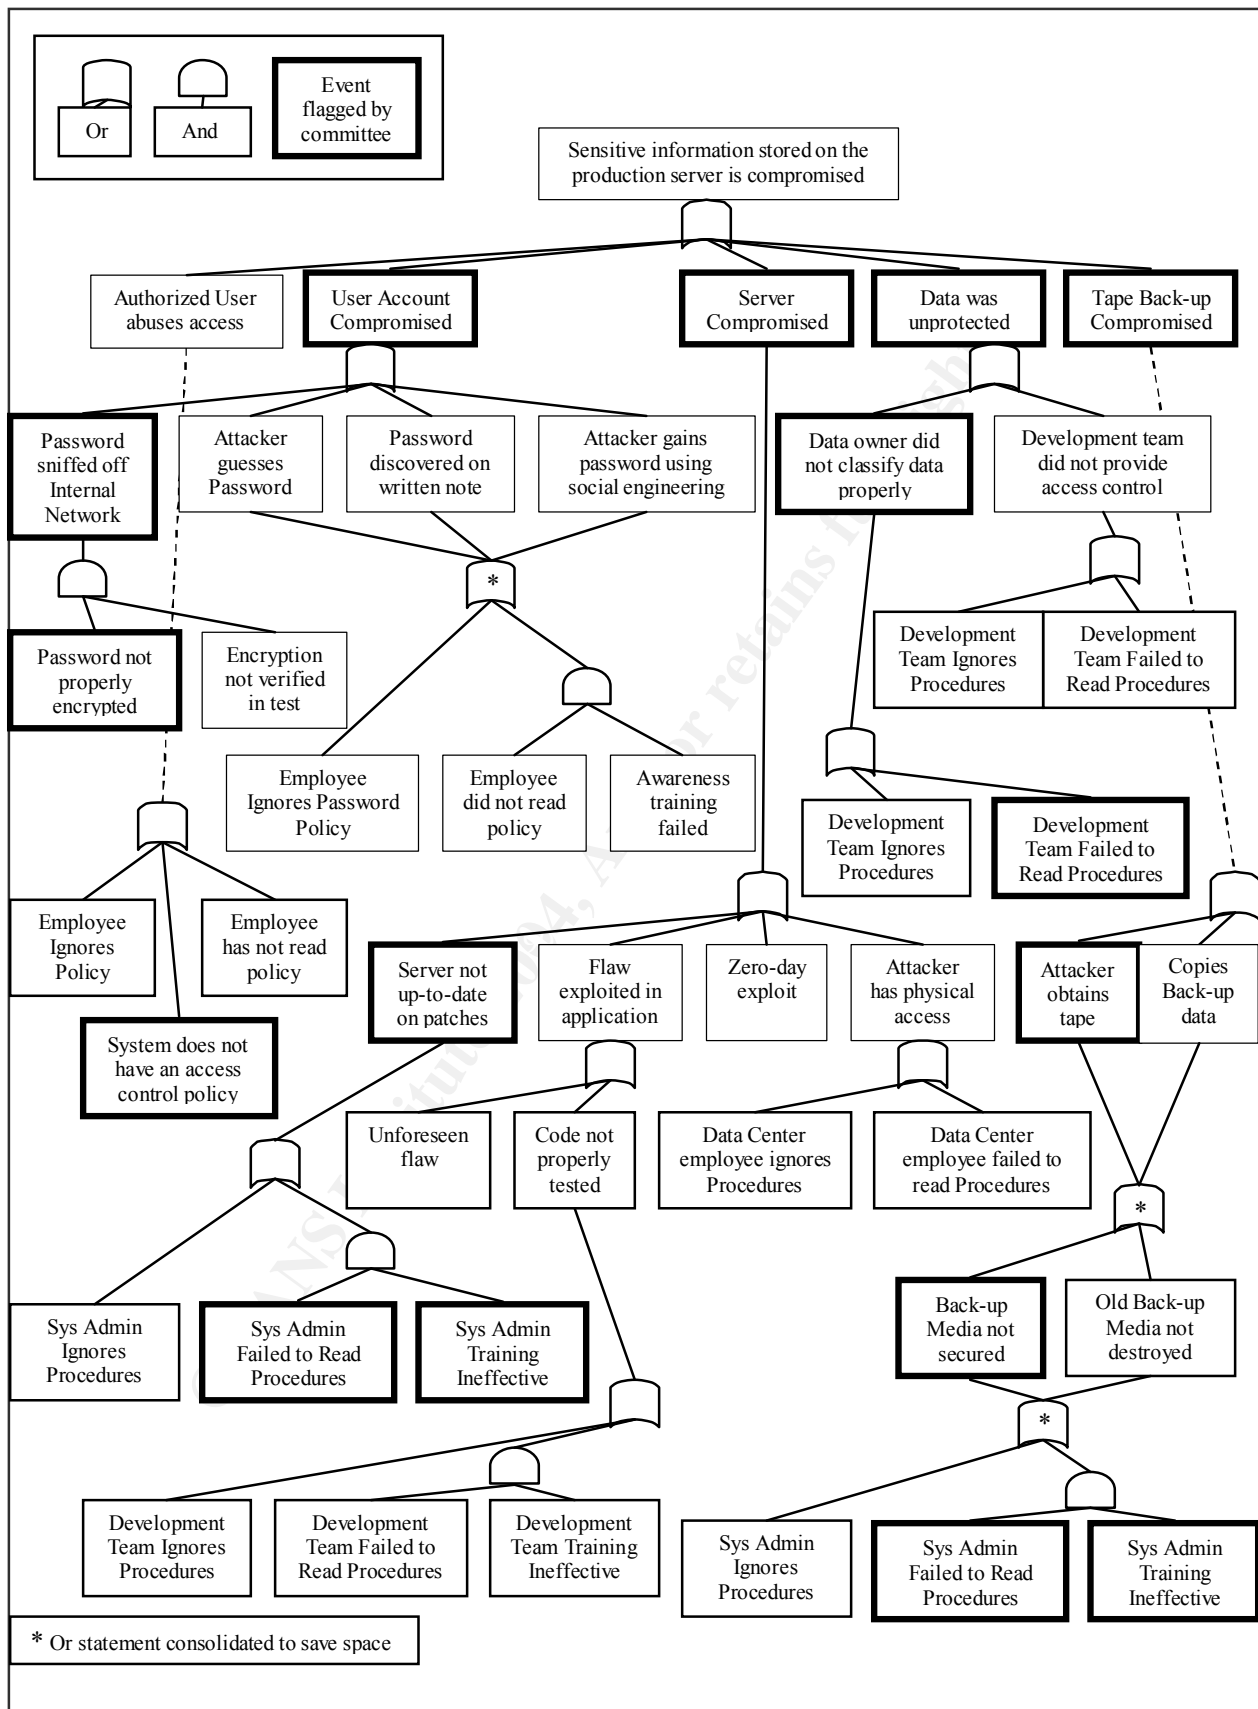 Or
And
Event
flagged by
committee
Sensitive information stored on the
production server is compromised
Authorized User
abuses access
User Account
Compromised
Server
Compromised
Data was
unprotected
Tape Back-up
Compromised
Password
sniffed off
Internal
Network
Attacker
guesses
Password
Password
discovered on
written note
Attacker gains
password using
social engineering
Data owner did
not classify data
properly
Development team
did not provide
access control
*
Password not
properly
encrypted
Encryption
not verified
in test
Development
Team Ignores
Procedures
Development
Team Failed to
Read Procedures
Employee
Ignores Password
Policy
Employee
did not read
policy
Awareness
training
failed
Development
Team Ignores
Procedures
Development
Team Failed to
Read Procedures
Employee
Ignores
Policy
Employee
has not read
policy
System does not
have an access
control policy
Server not
up-to-date
on patches
Flaw
exploited in
application
Zero-day
exploit
Attacker
has physical
access
Attacker
obtains
tape
Copies
Back-up
data
Unforeseen
flaw
Code not
properly
tested
Data Center
employee ignores
Procedures
Data Center
employee failed to
read Procedures
*
Sys Admin
Ignores
Procedures
Sys Admin
Failed to Read
Procedures
Sys Admin
Training
Ineffective
Back-up
Media not
secured
Old Back-up
Media not
destroyed
*
Development
Team Ignores
Procedures
Development
Team Failed to
Read Procedures
Development
Team Training
Ineffective
Sys Admin
Ignores
Procedures
Sys Admin
Failed to Read
Procedures
Sys Admin
Training
Ineffective
* Or statement consolidated to save space